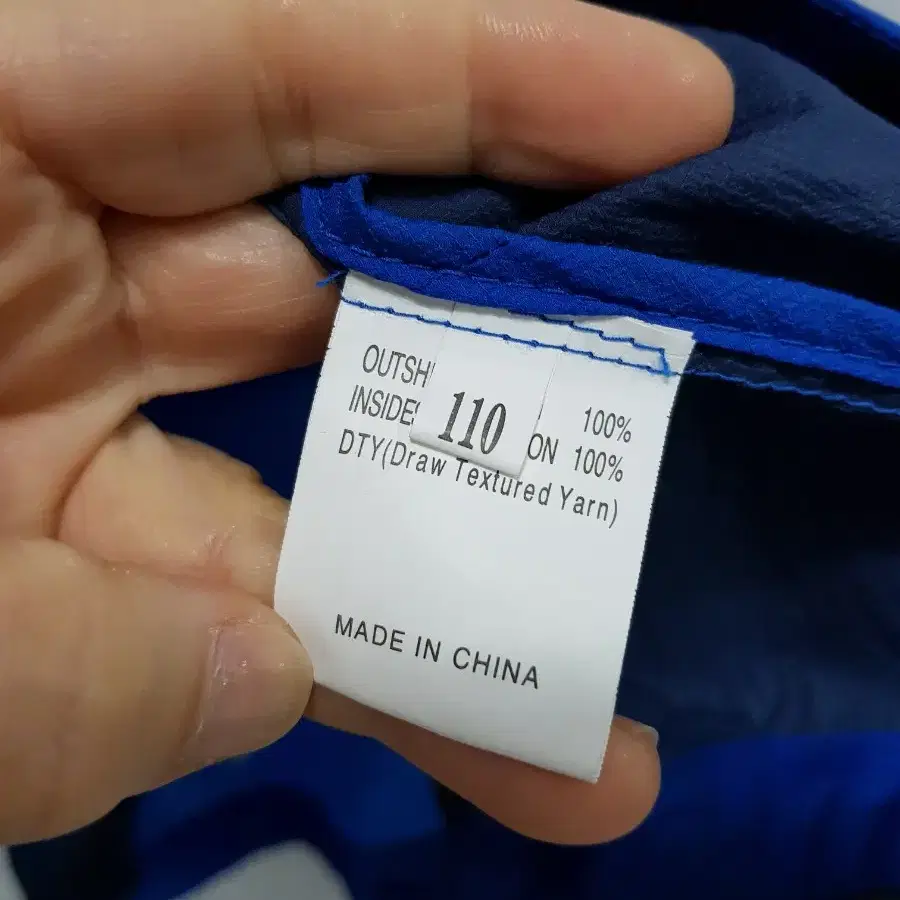 OUTSH 100%
INSIDE 110 ON 100%
DTY(Draw Textured Yarn)
MADE IN CHINA